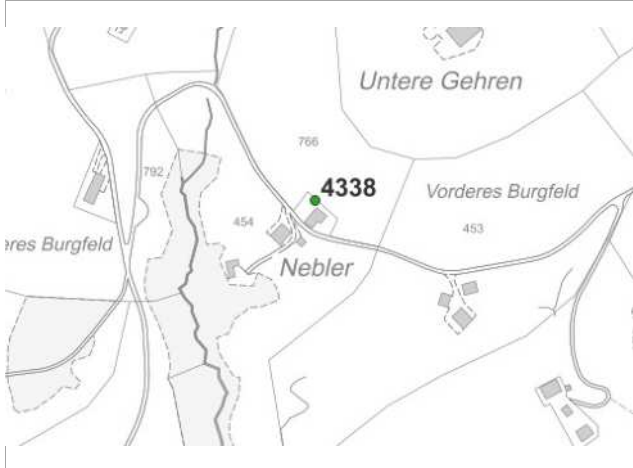 Untere Gehren
766
792
4338
Vorderes Burgfeld
454
453
eres Burgfeld
Nebler